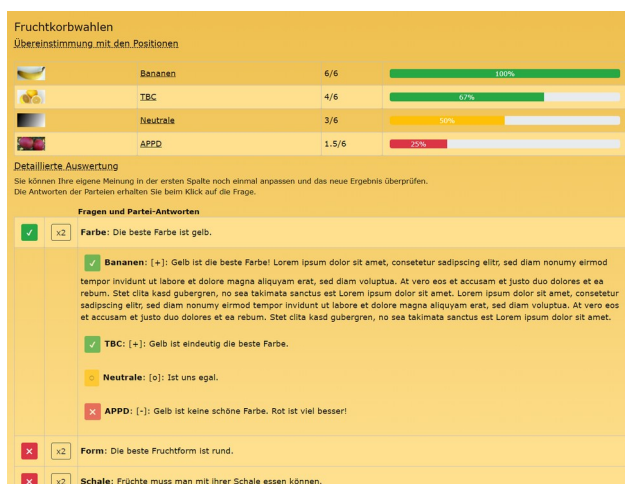 Fruchtkorbwahlen
Übereinstimmung mit den Positionen
Bananen 6/6 100%
TBC 4/6 67%
Neutrale 3/6 50%
APPD 1.5/6 25%
Detaillierte Auswertung
Sie können Ihre eigene Meinung in der ersten Spalte noch einmal anpassen und das neue Ergebnis überprüfen.
Die Antworten der Parteien erhalten Sie beim Klick auf die Frage.
Fragen und Partei-Antworten
✓ x2 Farbe: Die beste Farbe ist gelb.
✓ Bananen: [+]: Gelb ist die beste Farbe! Lorem ipsum dolor sit amet, consetetur sadipscing elitr, sed diam nonumy eirmod
tempor invidunt ut labore et dolore magna aliquyam erat, sed diam voluptua. At vero eos et accusam et justo duo dolores et ea
rebum. Stet clita kasd gubergren, no sea takimata sanctus est Lorem ipsum dolor sit amet. Lorem ipsum dolor sit amet, consetetur
sadipscing elitr, sed diam nonumy eirmod tempor invidunt ut labore et dolore magna aliquyam erat, sed diam voluptua. At vero eos
et accusam et justo duo dolores et ea rebum. Stet clita kasd gubergren, no sea takimata sanctus est Lorem ipsum dolor sit amet.
✓ TBC: [+]: Gelb ist eindeutig die beste Farbe.
○ Neutrale: [o]: Ist uns egal.
✕ APPD: [-]: Gelb ist keine schöne Farbe. Rot ist viel besser!
✕ x2 Form: Die beste Fruchtform ist rund.
✕ x2 Schale: Früchte muss man mit ihrer Schale essen können.